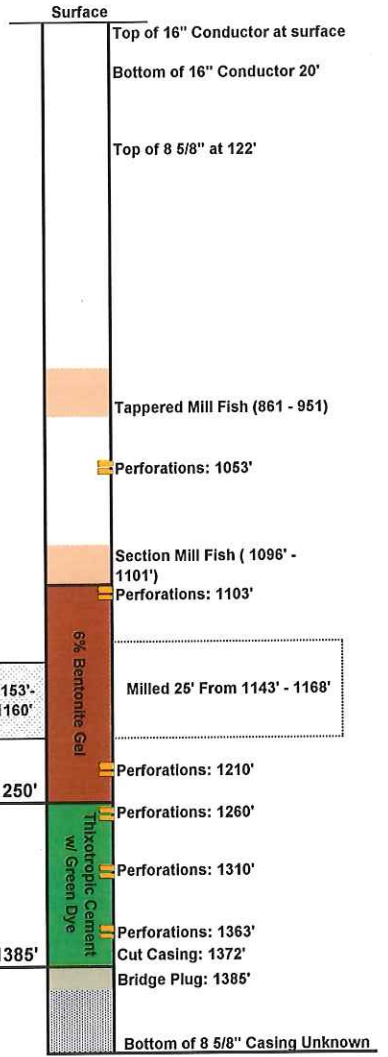 Surface
Top of 16" Conductor at surface
Bottom of 16" Conductor 20'
Top of 8 5/8" at 122'
Tappered Mill Fish (861 - 951)
Perforations: 1053'
Section Mill Fish ( 1096' -
1101')
Perforations: 1103'
6% Bentonite Gel
Milled 25' From 1143' - 1168'
153'-
1160'
Perforations: 1210'
250'
Perforations: 1260'
Thixotropic Cement
w/ Green Dye
Perforations: 1310'
Perforations: 1363'
Cut Casing: 1372'
1385'
Bridge Plug: 1385'
Bottom of 8 5/8" Casing Unknown